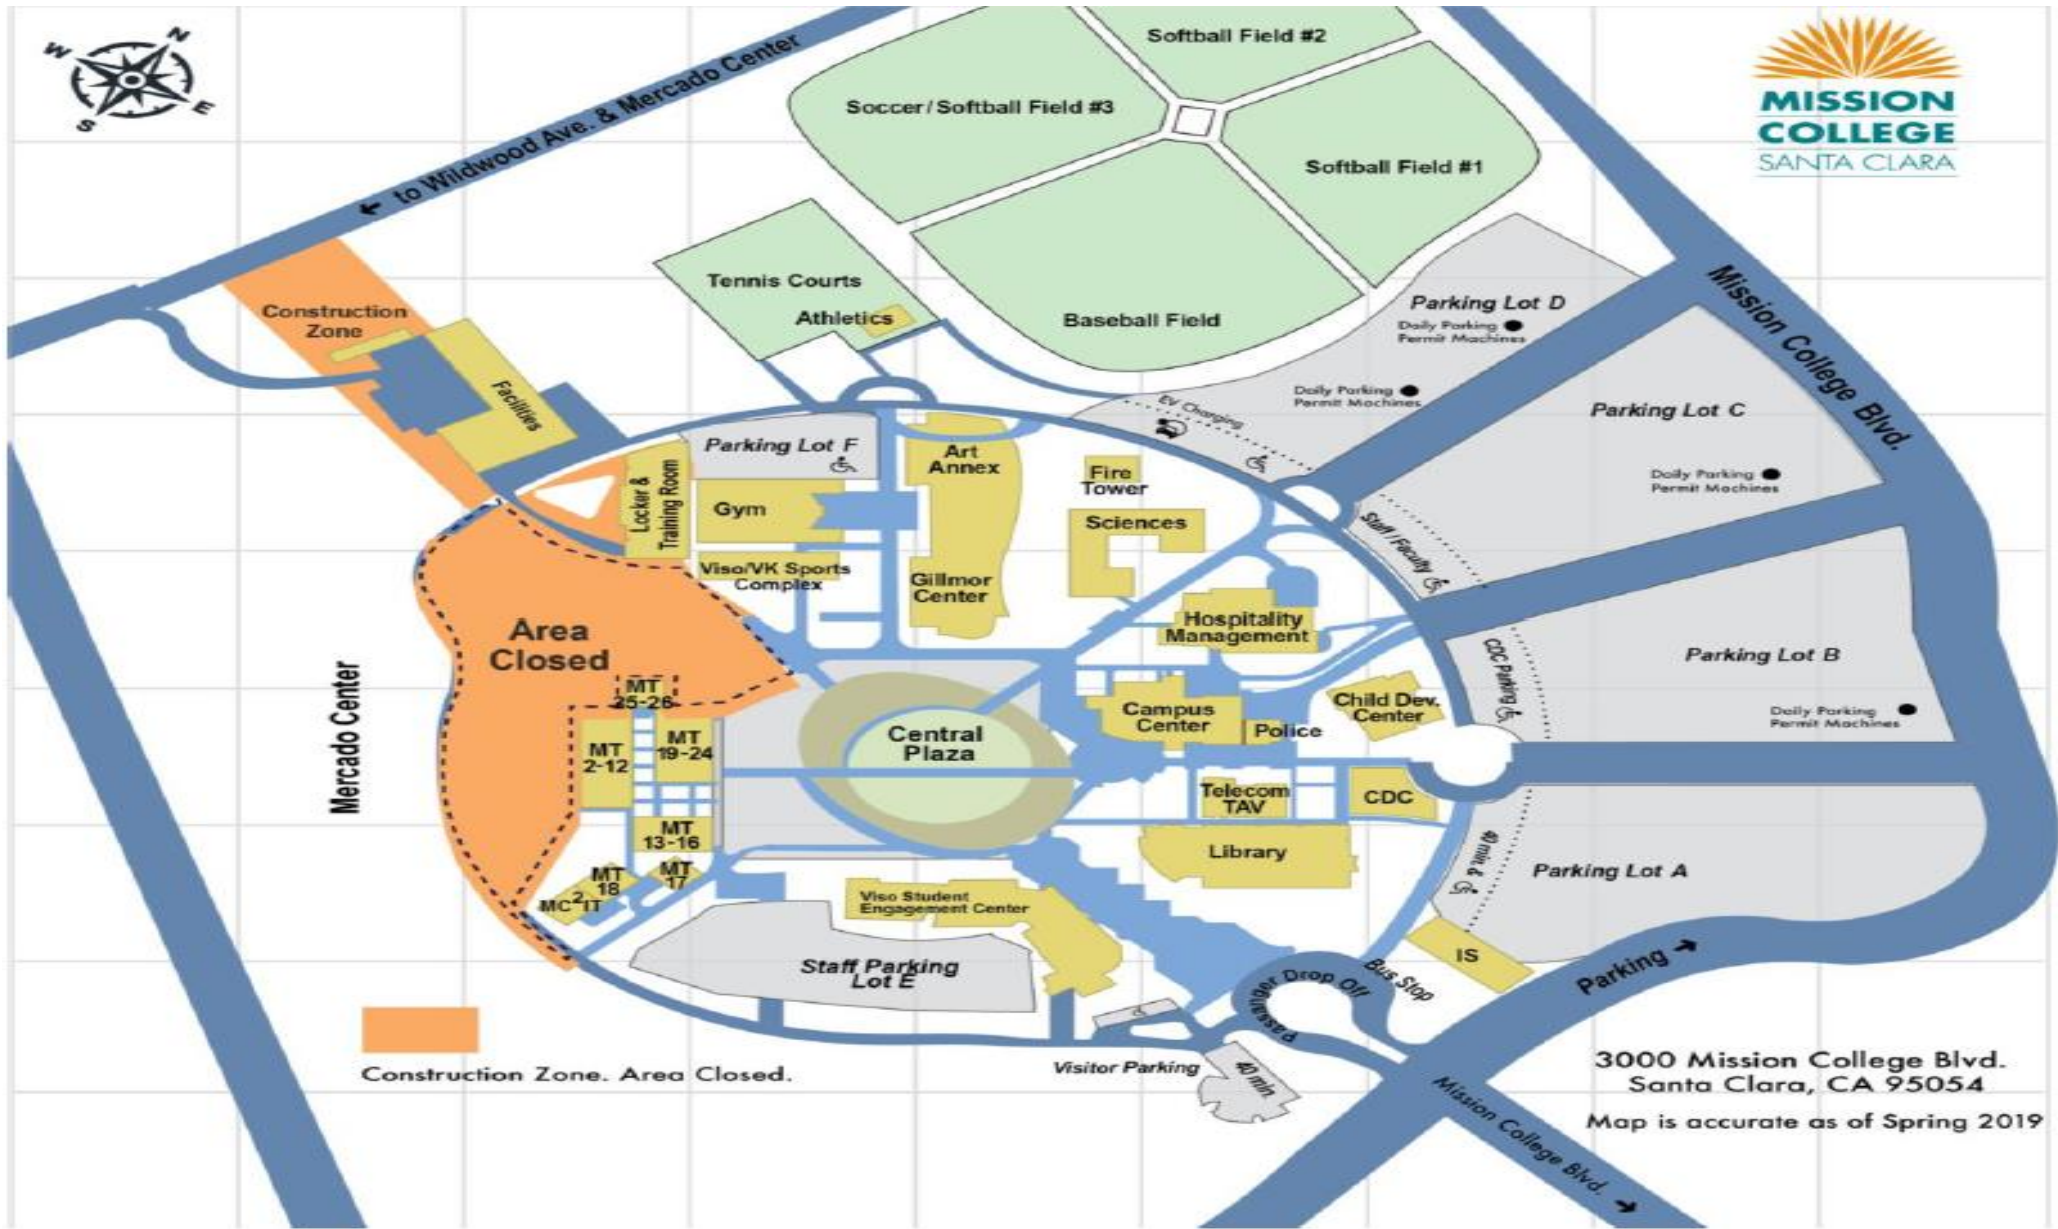 N
W
E
S
to Wildwood Ave. & Mercado Center
Softball Field #2
Soccer/Softball Field #3
Softball Field #1
MISSION
COLLEGE
SANTA CLARA
Tennis Courts
Athletics
Baseball Field
Parking Lot D
Daily Parking
Permit Machines
Daily Parking
Permit Machines
EV Charging
Mission College Blvd.
Construction
Zone
Facilities
Parking Lot C
Daily Parking
Permit Machines
Staff/Faculty
Parking Lot F
Locker &
Training Room
Gym
Art
Annex
Fire
Tower
Sciences
Viso/VK Sports
Complex
Gillmor
Center
Hospitality
Management
Area
Closed
Parking Lot B
Daily Parking
Permit Machines
CDC Parking
Mercado Center
MT
25-26
MT
2-12
MT
19-24
Central
Plaza
Campus
Center
Police
Child Dev.
Center
Telecom
TAV
CDC
MT
13-16
Library
40 min. &
Parking Lot A
MT
18
MT
17
MC2IT
Viso Student
Engagement Center
Staff Parking
Lot E
IS
Parking
Bus Stop
Passanger Drop Off
Visitor Parking
40 min.
Construction Zone. Area Closed.
Mission College Blvd.
3000 Mission College Blvd.
Santa Clara, CA 95054
Map is accurate as of Spring 2019